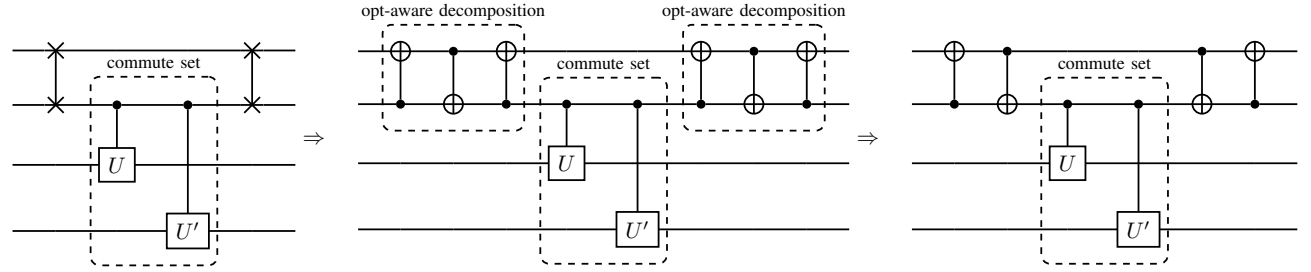 opt-aware decomposition
opt-aware decomposition
commute set
commute set
commute set
⇒
⇒
U
U
U
U′
U′
U′